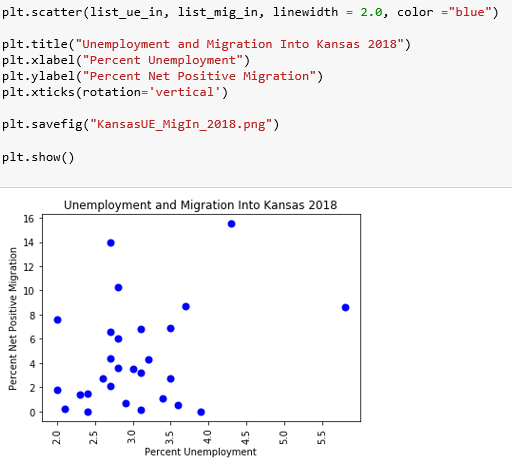 plt.scatter(list_ue_in, list_mig_in, linewidth = 2.0, color ="blue")
plt.title("Unemployment and Migration Into Kansas 2018")
plt.xlabel("Percent Unemployment")
plt.ylabel("Percent Net Positive Migration")
plt.xticks(rotation='vertical')
plt.savefig("KansasUE_MigIn_2018.png")
plt.show()
Unemployment and Migration Into Kansas 2018
Percent Net Positive Migration
16
14
12
10
8
6
4
2
0
2.0
2.5
3.0
3.5
4.0
4.5
5.0
5.5
Percent Unemployment